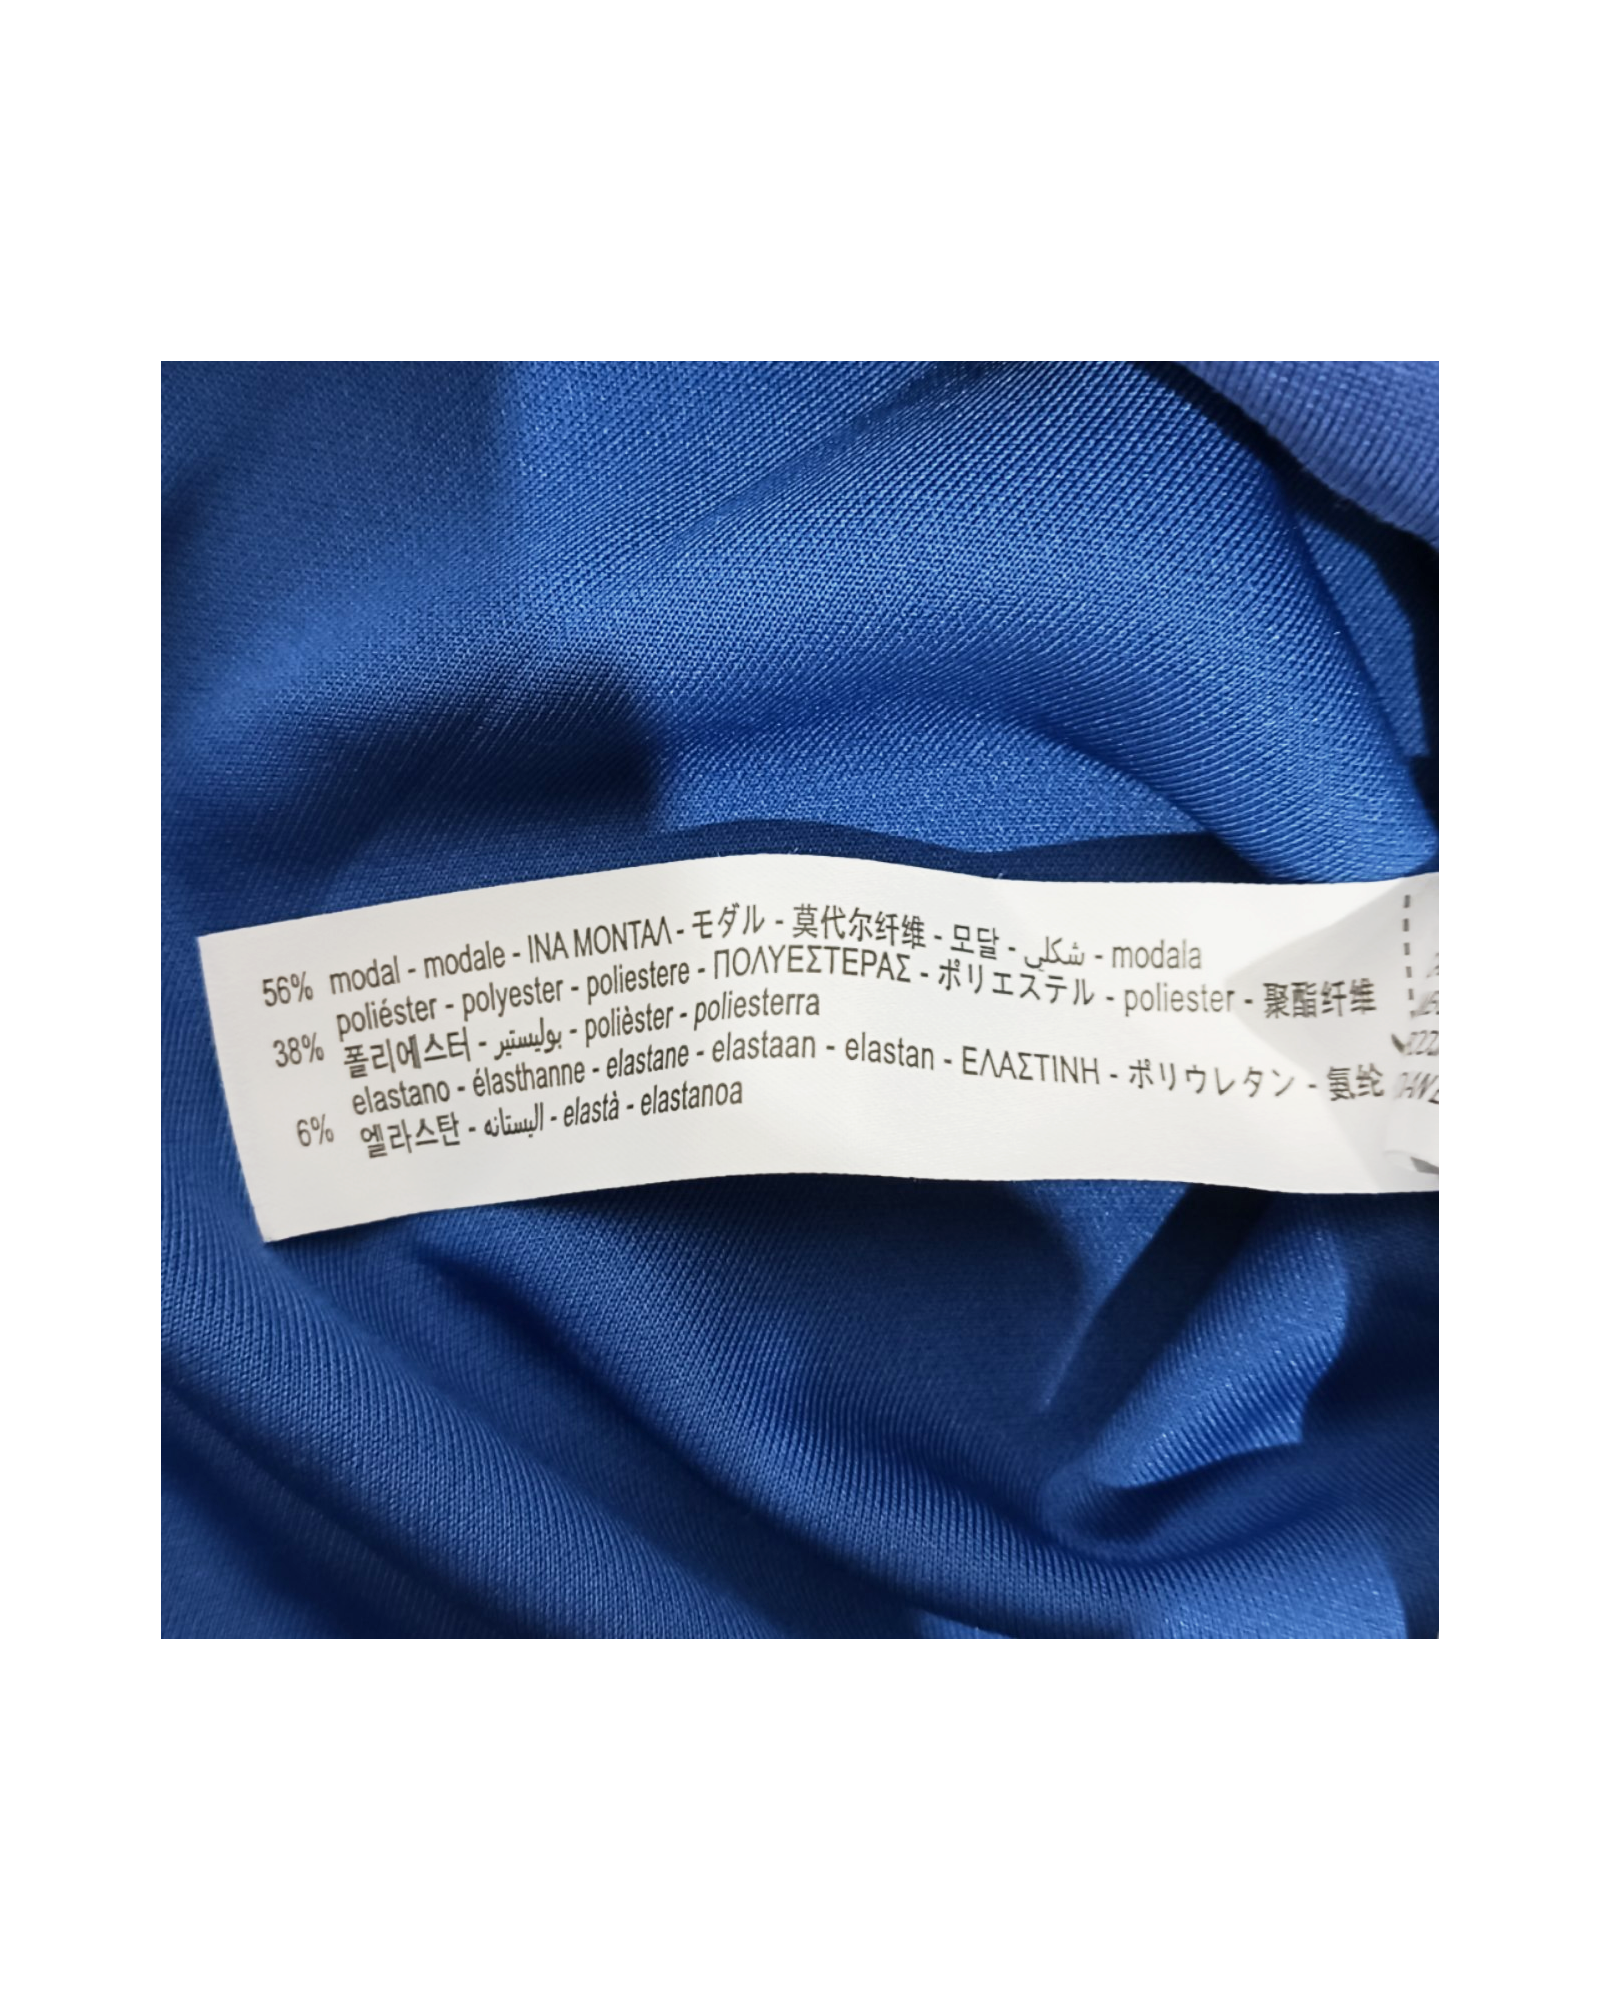 56% modal - modale - ΙΝΑ ΜΟΝΤΑΛ - モダル - 莫代尔纤维 - 모달 - شكلي - modala
38% poliéster - polyester - poliestere - ΠΟΛΥΕΣΤΕΡΑΣ - ポリエステル - poliester - 聚酯纤维
폴리에스터 - بوليستير - polièster - poliesterra
6% elastano - élasthanne - elastane - elastaan - elastan - ΕΛΑΣΤΙΝΗ - ポリウレタン - 氨纶
엘라스탄 - اليستانه - elastà - elastanoa